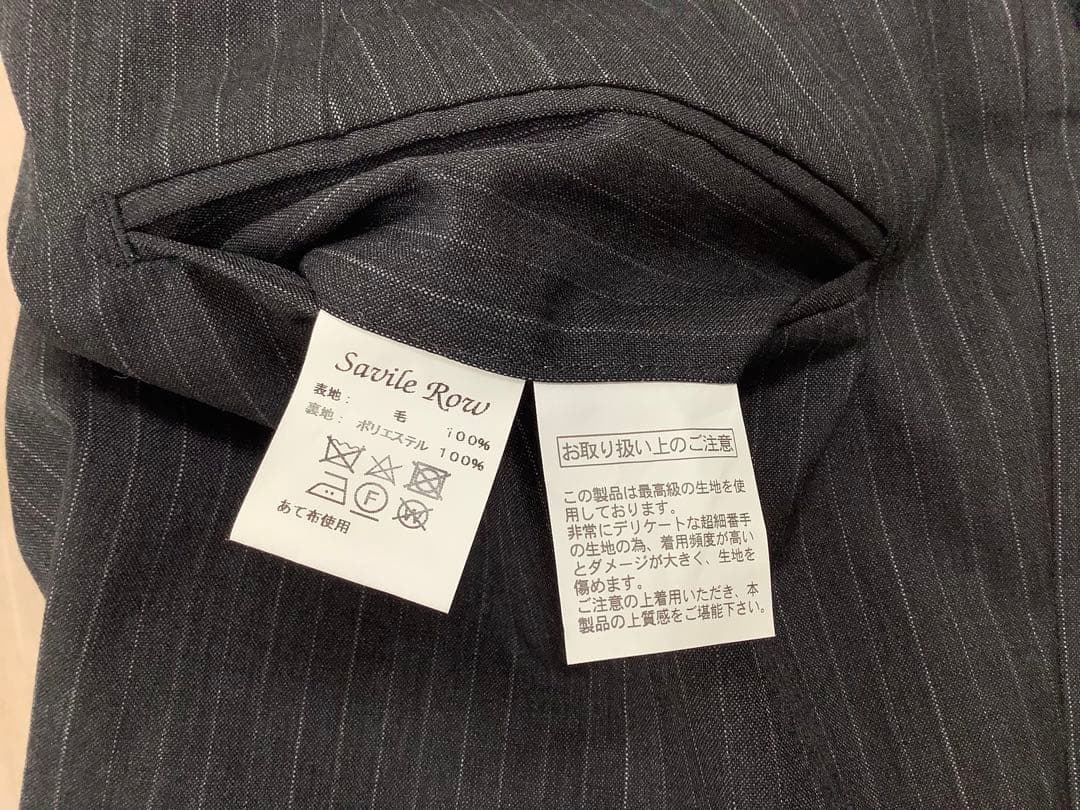 Savile Row
表地： 毛 100%
裏地： ポリエステル 100%
F
W
あて布使用
お取り扱い上のご注意
この製品は最高級の生地を使
用しております。
非常にデリケートな超細番手
の生地の為、着用頻度が高い
とダメージが大きく、生地を
傷めます。
ご注意の上着用いただき、本
製品の上質感をご堪能下さい。